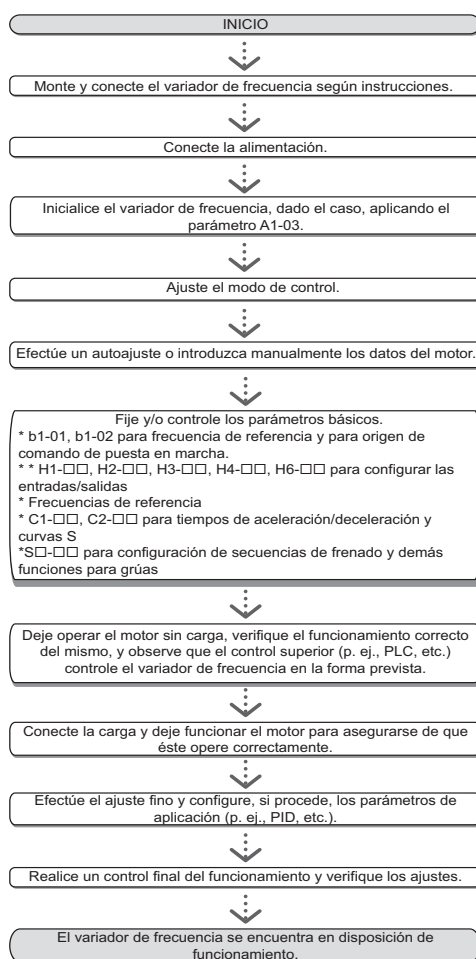 INICIO
Monte y conecte el variador de frecuencia según instrucciones.
Conecte la alimentación.
Inicialice el variador de frecuencia, dado el caso, aplicando el
parámetro A1-03.
Ajuste el modo de control.
Efectúe un autoajuste o introduzca manualmente los datos del motor.
Fije y/o controle los parámetros básicos.
* b1-01, b1-02 para frecuencia de referencia y para origen de
comando de puesta en marcha.
* * H1-□□, H2-□□, H3-□□, H4-□□, H6-□□ para configurar las
entradas/salidas
* Frecuencias de referencia
* C1-□□, C2-□□ para tiempos de aceleración/deceleración y
curvas S
*S□-□□ para configuración de secuencias de frenado y demás
funciones para grúas
Deje operar el motor sin carga, verifique el funcionamiento correcto
del mismo, y observe que el control superior (p. ej., PLC, etc.)
controle el variador de frecuencia en la forma prevista.
Conecte la carga y deje funcionar el motor para asegurarse de que
éste opere correctamente.
Efectúe el ajuste fino y configure, si procede, los parámetros de
aplicación (p. ej., PID, etc.).
Realice un control final del funcionamiento y verifique los ajustes.
El variador de frecuencia se encuentra en disposición de
funcionamiento.